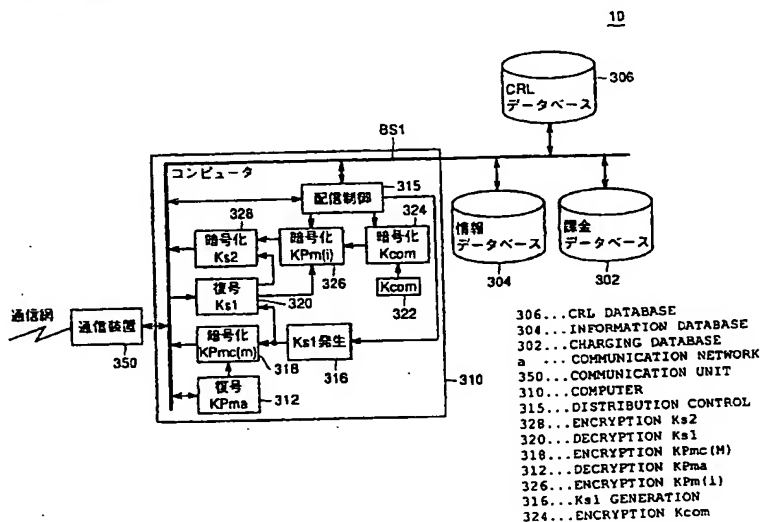 10
CRL
データベース
306
BS1
コンピュータ
315
配信制御
328
324
暗号化
Ks2
暗号化
KPm(i)
暗号化
Kcom
情報
データベース
課金
データベース
復号
Ks1
320
326
Kcom
322
304
302
通信網
通信装置
350
暗号化
KPmc(m)
318
Ks1発生
316
310
復号
KPma
312
306...CRL DATABASE
304...INFORMATION DATABASE
302...CHARGING DATABASE
a ...COMMUNICATION NETWORK
350...COMMUNICATION UNIT
310...COMPUTER
315...DISTRIBUTION CONTROL
328...ENCRYPTION Ks2
320...DECRYPTION Ks1
318...ENCRYPTION KPmc(M)
312...DECRYPTION KPma
326...ENCRYPTION KPm(i)
316...Ks1 GENERATION
324...ENCRYPTION Kcom